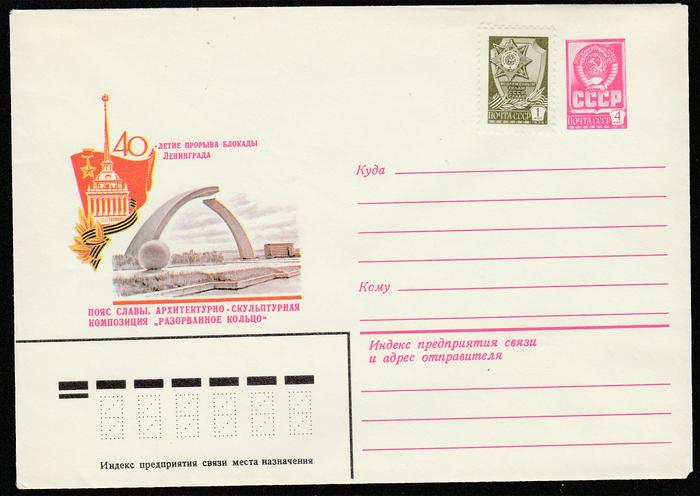 40-ЛЕТИЕ ПРОРЫВА БЛОКАДЫ
ЛЕНИНГРАДА
ПОЯС СЛАВЫ. АРХИТЕКТУРНО-СКУЛЬПТУРНАЯ
КОМПОЗИЦИЯ „РАЗОРВАННОЕ КОЛЬЦО“
1
ПОЧТА СССР
СССР
ПОЧТА СССР 4
Куда
Кому
Индекс предприятия связи
и адрес отправителя
Индекс предприятия связи места назначения